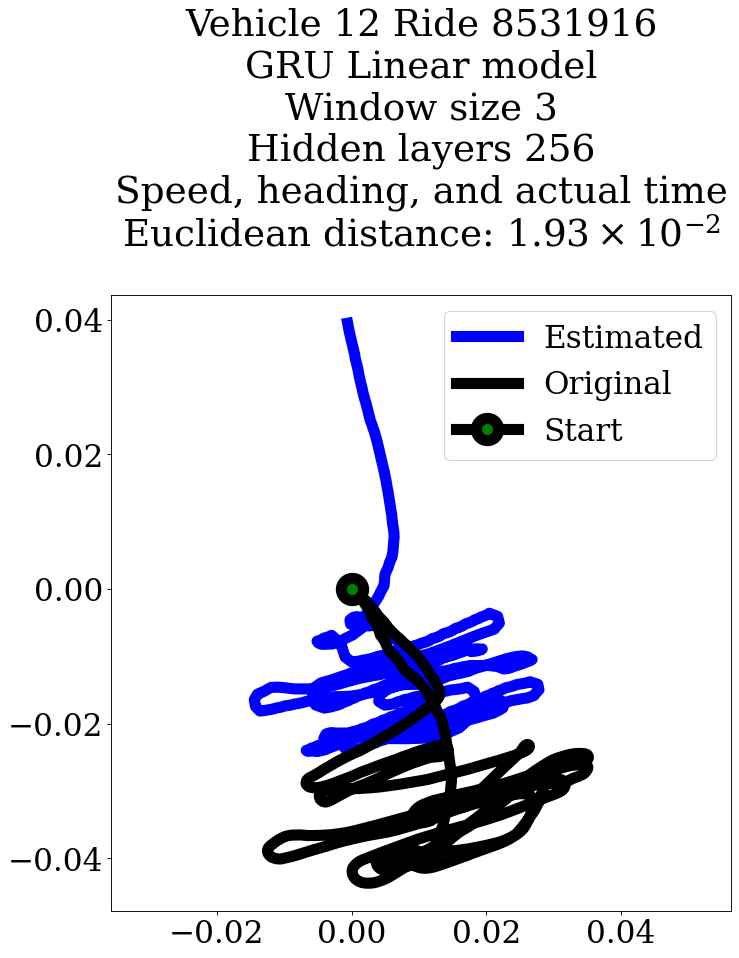 Vehicle 12 Ride 8531916
GRU Linear model
Window size 3
Hidden layers 256
Speed, heading, and actual time
Euclidean distance: 1.93 × 10⁻²
Estimated
Original
Start
0.04
0.02
0.00
−0.02
−0.04
−0.02 0.00 0.02 0.04